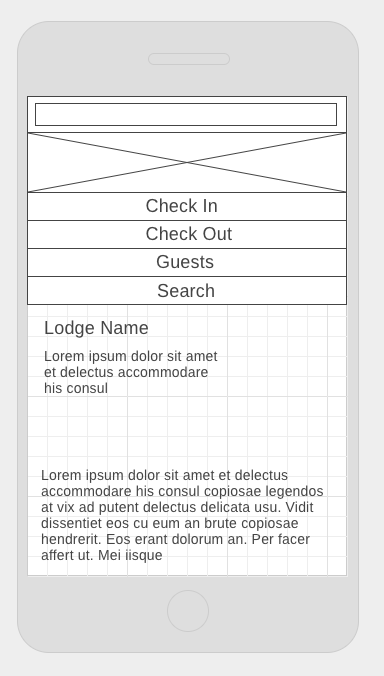 Check In
Check Out
Guests
Search
Lodge Name
Lorem ipsum dolor sit amet
et delectus accommodare
his consul
Lorem ipsum dolor sit amet et delectus
accommodare his consul copiosae legendos
at vix ad putent delectus delicata usu. Vidit
dissentiet eos cu eum an brute copiosae
hendrerit. Eos erant dolorum an. Per facer
affert ut. Mei iisque